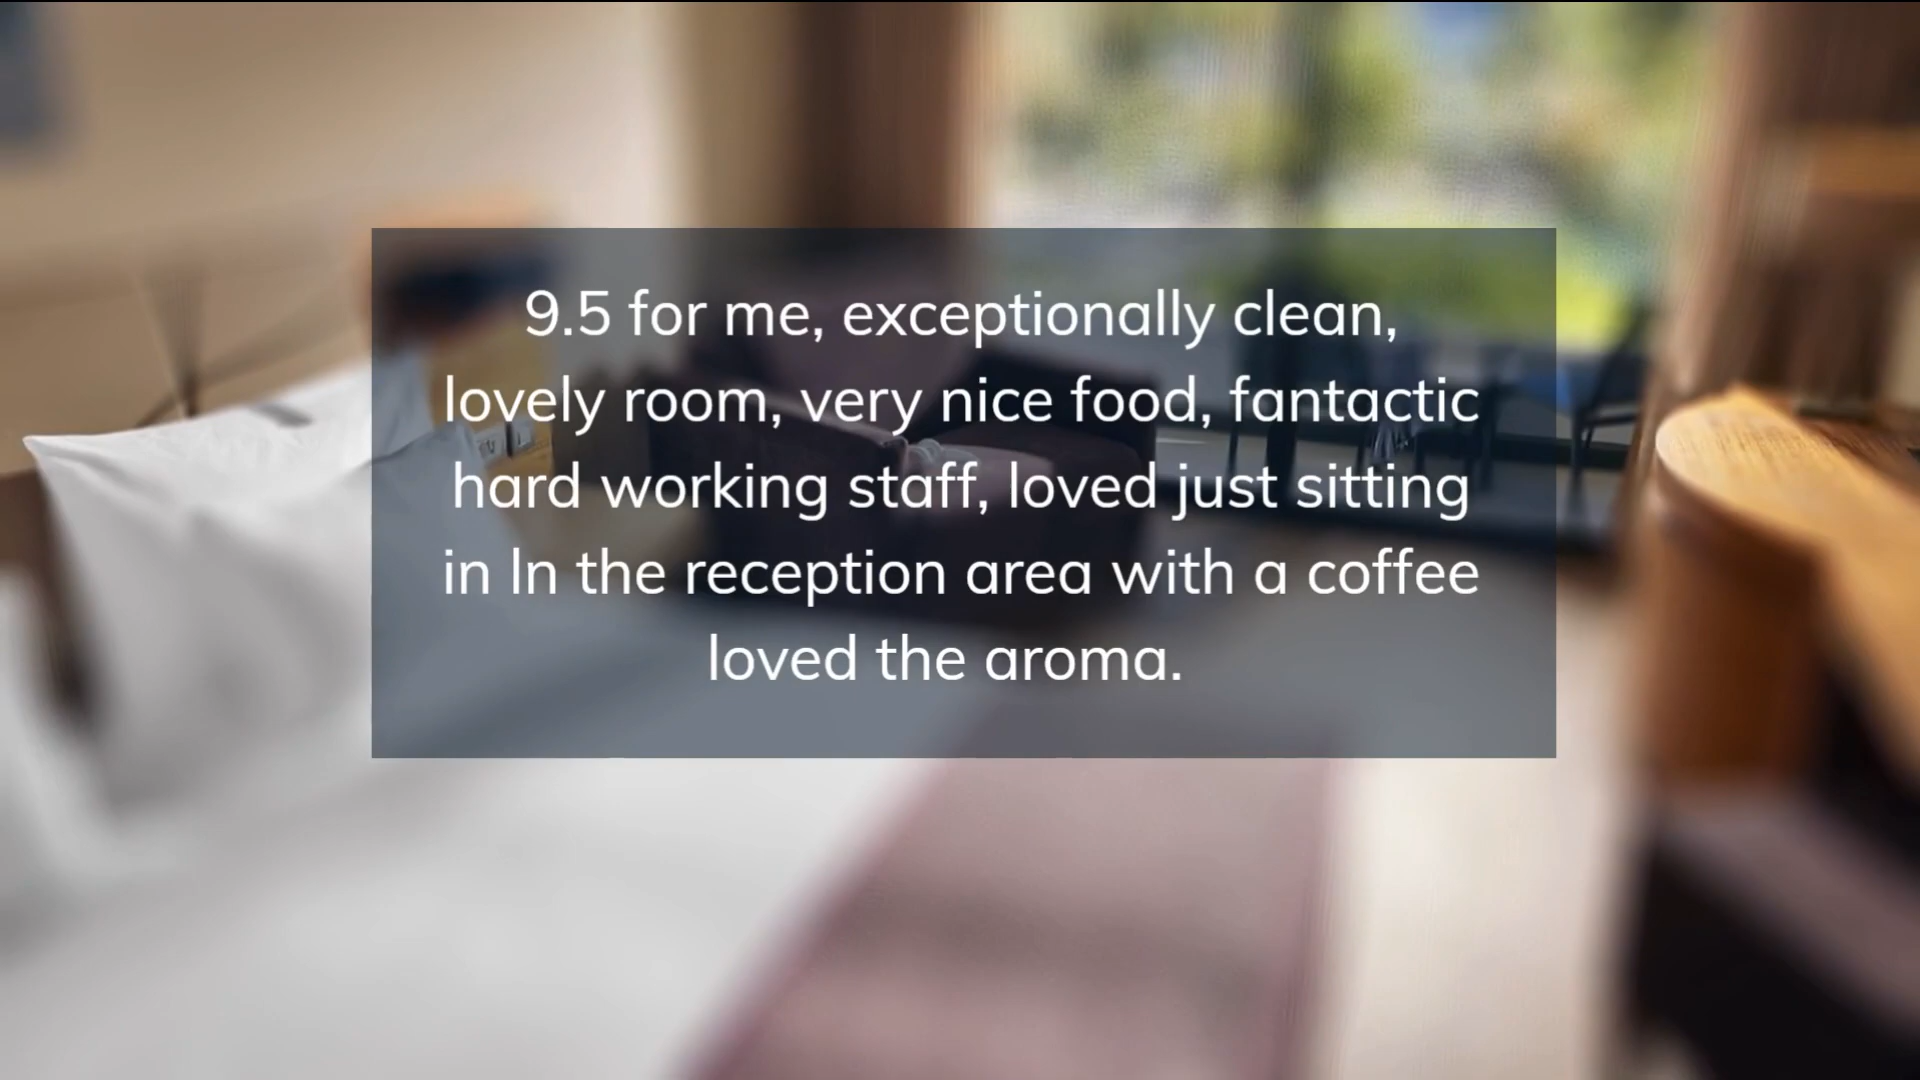 9.5 for me, exceptionally clean,
lovely room, very nice food, fantactic
hard working staff, loved just sitting
in In the reception area with a coffee
loved the aroma.